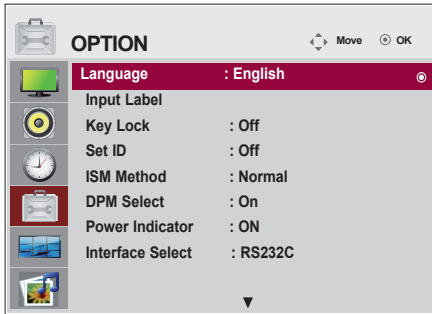 OPTION Move OK
Language : English
Input Label
Key Lock : Off
Set ID : Off
ISM Method : Normal
DPM Select : On
Power Indicator : ON
Interface Select : RS232C